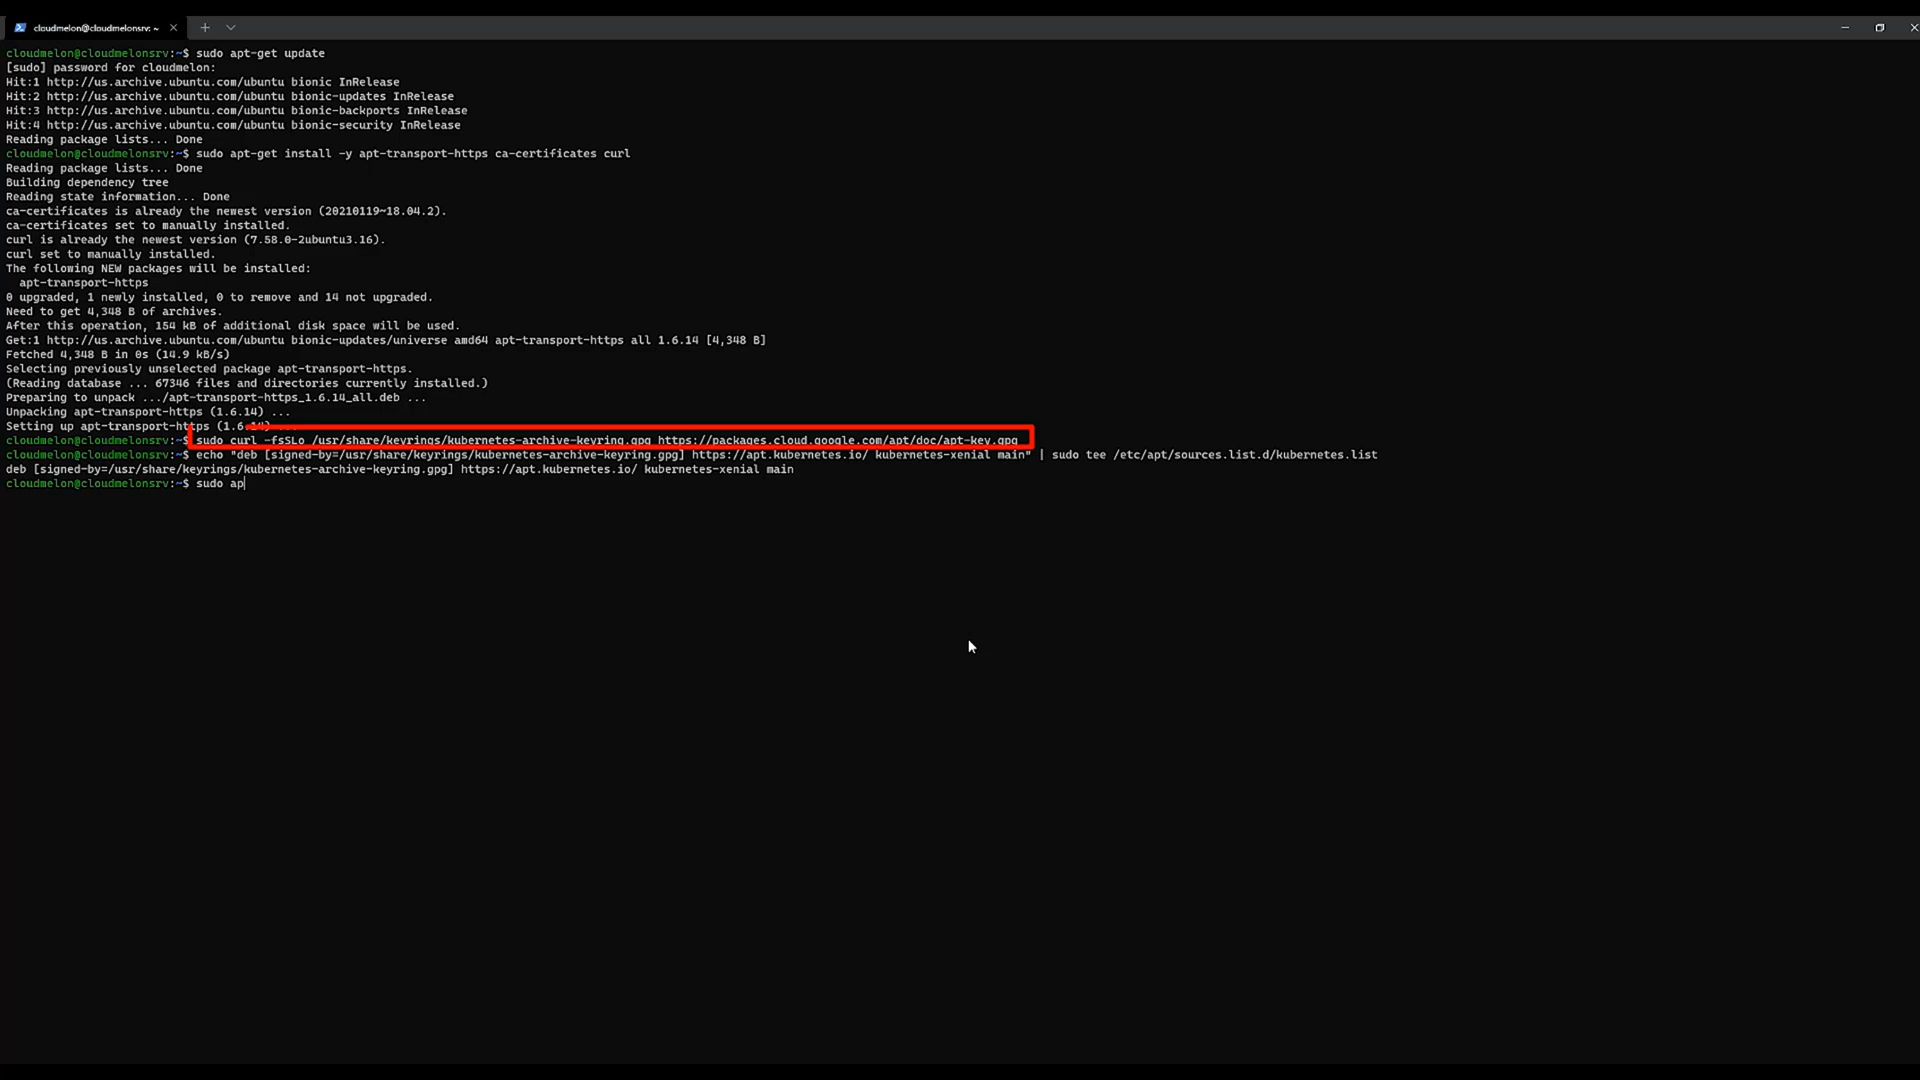 cloudmelon@cloudmelonsrv: ~
cloudmelon@cloudmelonsrv:~$ sudo apt-get update
[sudo] password for cloudmelon:
Hit:1 http://us.archive.ubuntu.com/ubuntu bionic InRelease
Hit:2 http://us.archive.ubuntu.com/ubuntu bionic-updates InRelease
Hit:3 http://us.archive.ubuntu.com/ubuntu bionic-backports InRelease
Hit:4 http://us.archive.ubuntu.com/ubuntu bionic-security InRelease
Reading package lists... Done
cloudmelon@cloudmelonsrv:~$ sudo apt-get install -y apt-transport-https ca-certificates curl
Reading package lists... Done
Building dependency tree
Reading state information... Done
ca-certificates is already the newest version (20210119~18.04.2).
ca-certificates set to manually installed.
curl is already the newest version (7.58.0-2ubuntu3.16).
curl set to manually installed.
The following NEW packages will be installed:
  apt-transport-https
0 upgraded, 1 newly installed, 0 to remove and 14 not upgraded.
Need to get 4,348 B of archives.
After this operation, 154 kB of additional disk space will be used.
Get:1 http://us.archive.ubuntu.com/ubuntu bionic-updates/universe amd64 apt-transport-https all 1.6.14 [4,348 B]
Fetched 4,348 B in 0s (14.9 kB/s)
Selecting previously unselected package apt-transport-https.
(Reading database ... 67346 files and directories currently installed.)
Preparing to unpack .../apt-transport-https_1.6.14_all.deb ...
Unpacking apt-transport-https (1.6.14) ...
Setting up apt-transport-https (1.6.14) ...
cloudmelon@cloudmelonsrv:~$ sudo curl -fsSLo /usr/share/keyrings/kubernetes-archive-keyring.gpg https://packages.cloud.google.com/apt/doc/apt-key.gpg
cloudmelon@cloudmelonsrv:~$ echo "deb [signed-by=/usr/share/keyrings/kubernetes-archive-keyring.gpg] https://apt.kubernetes.io/ kubernetes-xenial main" | sudo tee /etc/apt/sources.list.d/kubernetes.list
deb [signed-by=/usr/share/keyrings/kubernetes-archive-keyring.gpg] https://apt.kubernetes.io/ kubernetes-xenial main
cloudmelon@cloudmelonsrv:~$ sudo ap